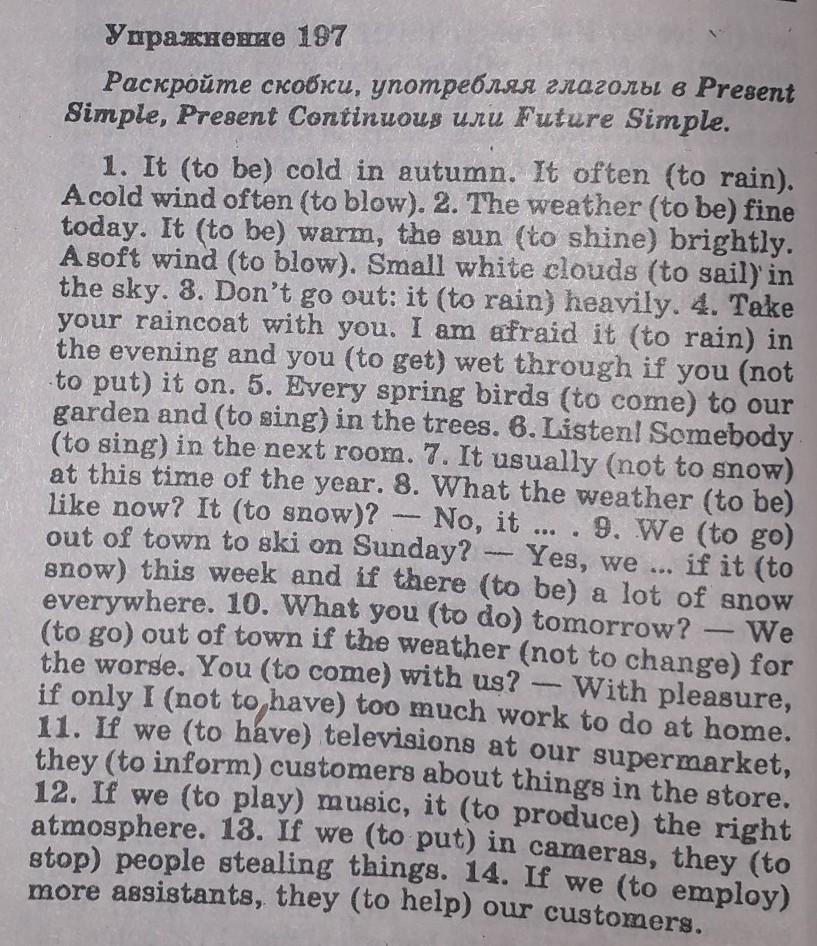 Упражнение 197
Раскройте скобки, употребляя глаголы в Present
Simple, Present Continuous или Future Simple.
1. It (to be) cold in autumn. It often (to rain).
A cold wind often (to blow). 2. The weather (to be) fine
today. It (to be) warm, the sun (to shine) brightly.
A soft wind (to blow). Small white clouds (to sail) in
the sky. 3. Don't go out: it (to rain) heavily. 4. Take
your raincoat with you. I am afraid it (to rain) in
the evening and you (to get) wet through if you (not
to put) it on. 5. Every spring birds (to come) to our
garden and (to sing) in the trees. 6. Listen! Somebody
(to sing) in the next room. 7. It usually (not to snow)
at this time of the year. 8. What the weather (to be)
like now? It (to snow)? — No, it ... . 9. We (to go)
out of town to ski on Sunday? — Yes, we ... if it (to
snow) this week and if there (to be) a lot of snow
everywhere. 10. What you (to do) tomorrow? — We
(to go) out of town if the weather (not to change) for
the worse. You (to come) with us? — With pleasure,
if only I (not to have) too much work to do at home.
11. If we (to have) televisions at our supermarket,
they (to inform) customers about things in the store.
12. If we (to play) music, it (to produce) the right
atmosphere. 13. If we (to put) in cameras, they (to
stop) people stealing things. 14. If we (to employ)
more assistants, they (to help) our customers.